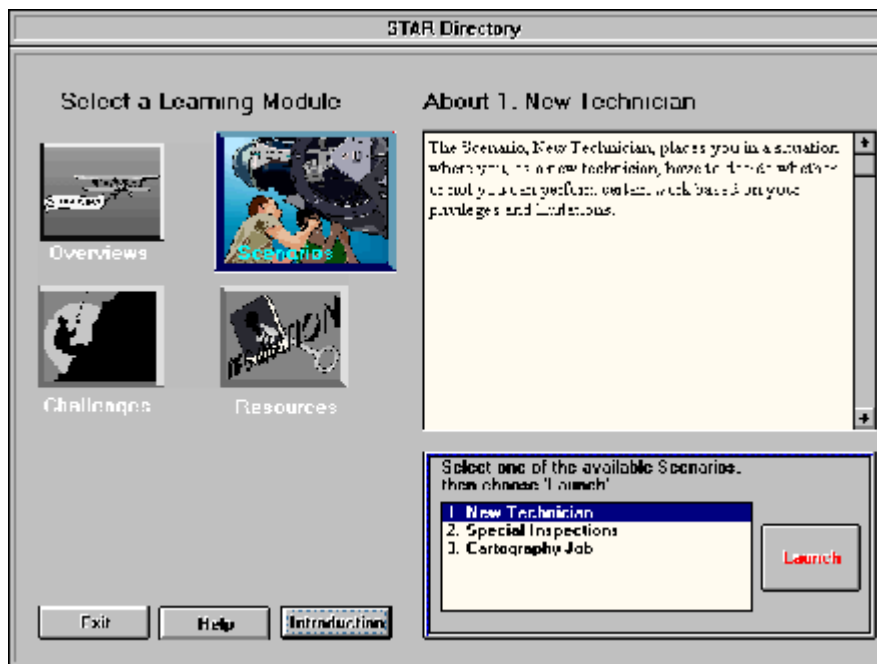 STAR Directory
Select a Learning Module
About 1. New Technician
The Scenario, New Technician, places you in a situation
where you, as a new technician, have to decide whether
or not you can perform certain work based on your
privileges and limitations.
Overviews
Scenarios
Challenges
Resources
Select one of the available Scenarios,
then choose 'Launch'
1. New Technician
2. Special Inspections
3. Cartography Job
Launch
Exit
Help
Introduction